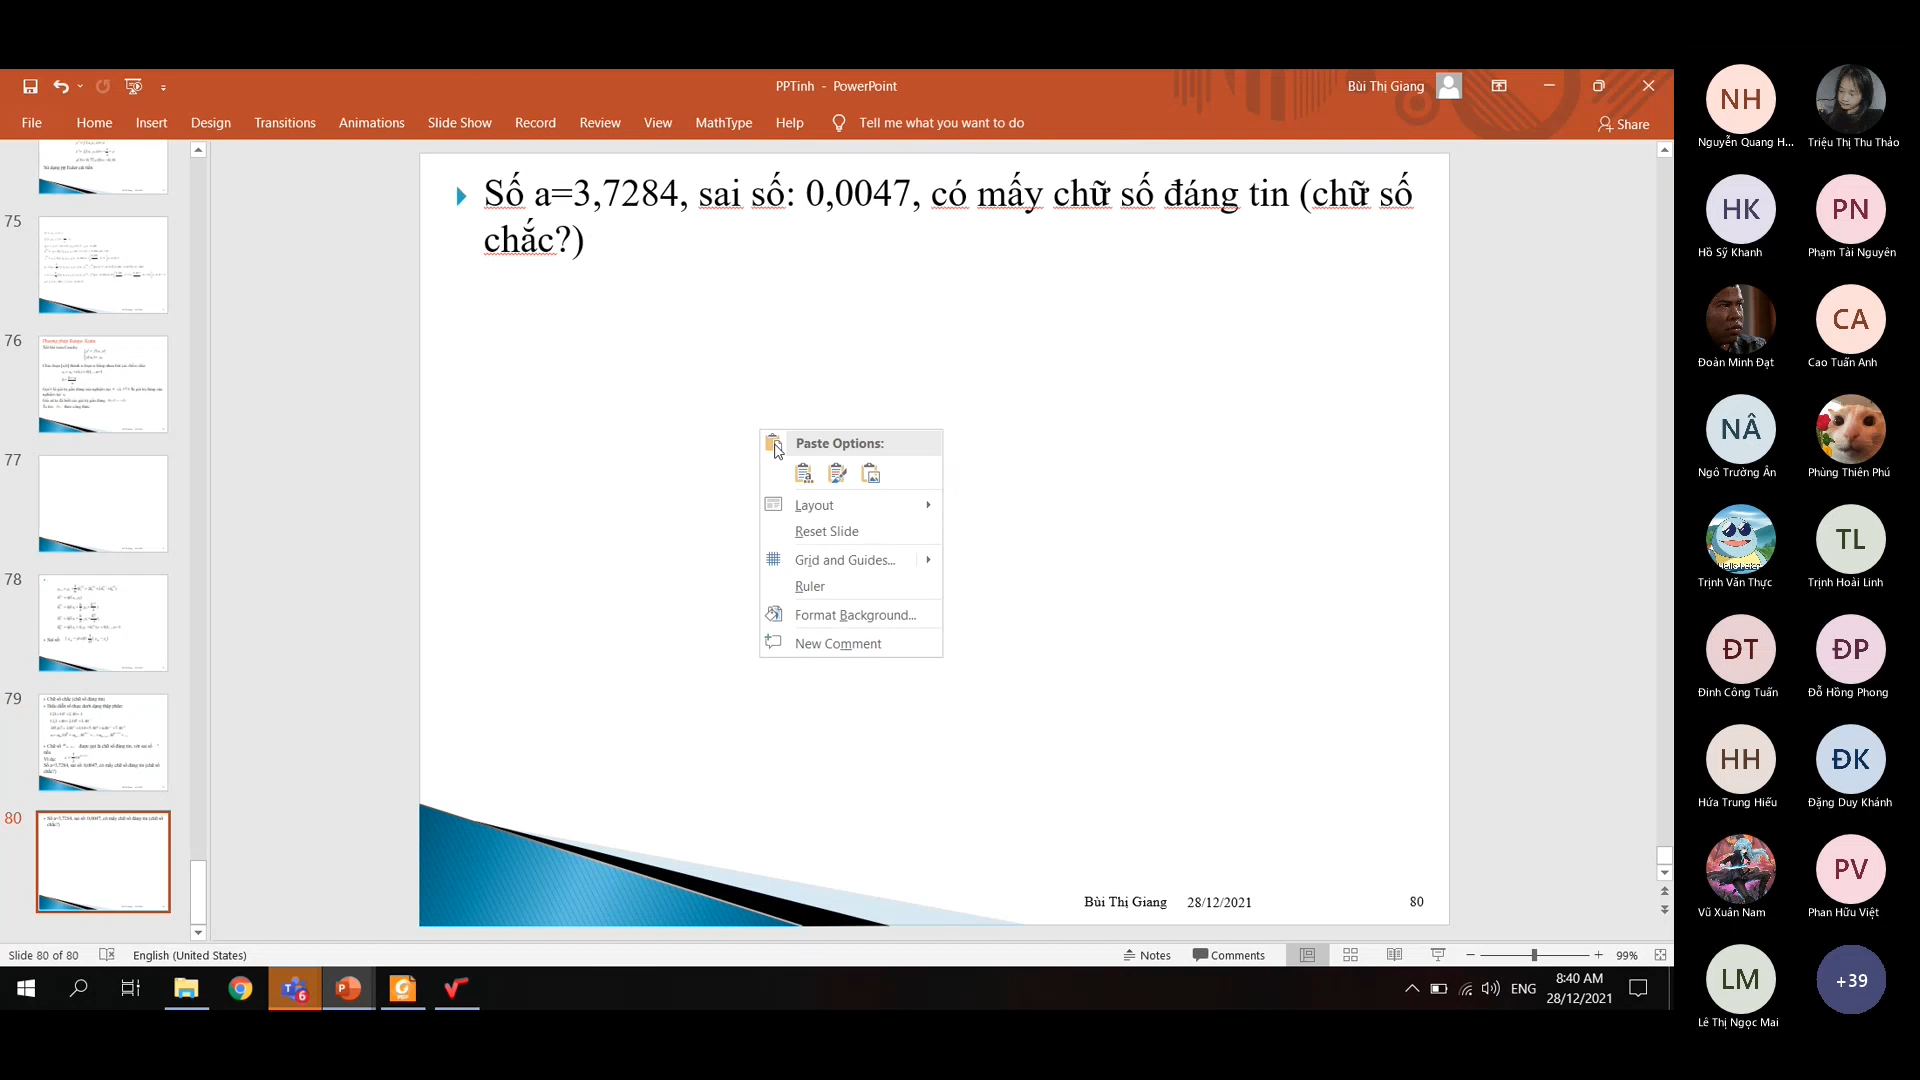 PPTinh - PowerPoint
Bùi Thị Giang
File Home Insert Design Transitions Animations Slide Show Record Review View MathType Help Tell me what you want to do
Share
75
76
77
78
79
80
Số a=3,7284, sai số: 0,0047, có mấy chữ số đáng tin (chữ số
chắc?)
Paste Options:
Layout
Reset Slide
Grid and Guides...
Ruler
Format Background...
New Comment
Bùi Thị Giang 28/12/2021 80
Slide 80 of 80 English (United States) Notes Comments 99%
ENG 8:40 AM
28/12/2021
NH
Nguyễn Quang H... Triệu Thị Thu Thảo
HK PN
Hồ Sỹ Khanh Phạm Tài Nguyên
CA
Đoàn Minh Đạt Cao Tuấn Anh
NÂ
Ngô Trường Ân Phùng Thiên Phú
TL
Trịnh Văn Thực Trịnh Hoài Linh
ĐT ĐP
Đinh Công Tuấn Đỗ Hồng Phong
HH ĐK
Hứa Trung Hiếu Đặng Duy Khánh
PV
Vũ Xuân Nam Phan Hữu Việt
LM +39
Lê Thị Ngọc Mai